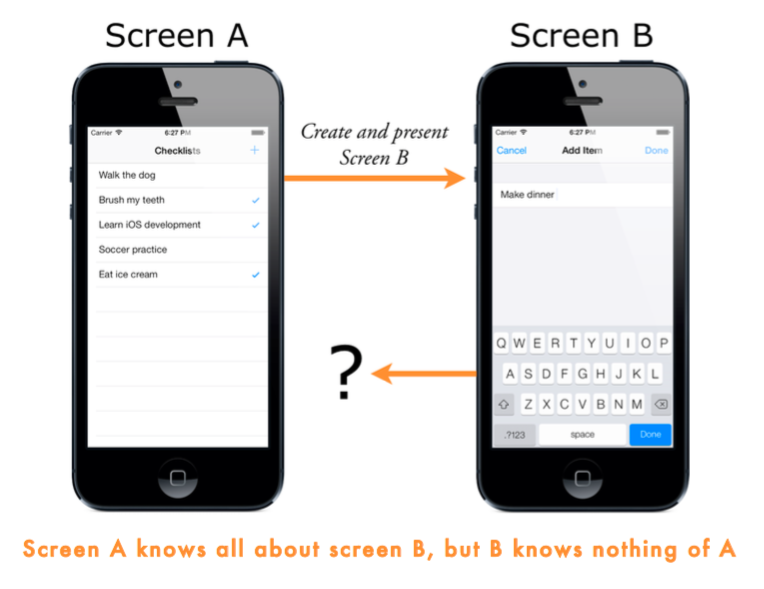 Screen A
Screen B
Carrier 6:27 PM
Checklists +
Walk the dog
Brush my teeth
Learn iOS development
Soccer practice
Eat ice cream
Create and present
Screen B
?
Carrier 6:27 PM
Cancel Add Item Done
Make dinner
Q W E R T Y U I O P
A S D F G H J K L
Z X C V B N M
.?123 space Done
Screen A knows all about screen B, but B knows nothing of A